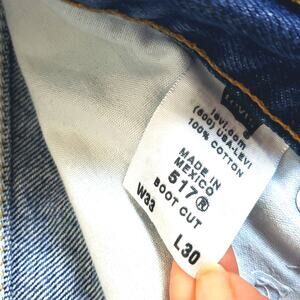 levi.com
(800) USA-LEVI
100% COTTON
MADE IN
MEXICO
517®
BOOT CUT
W33 L30